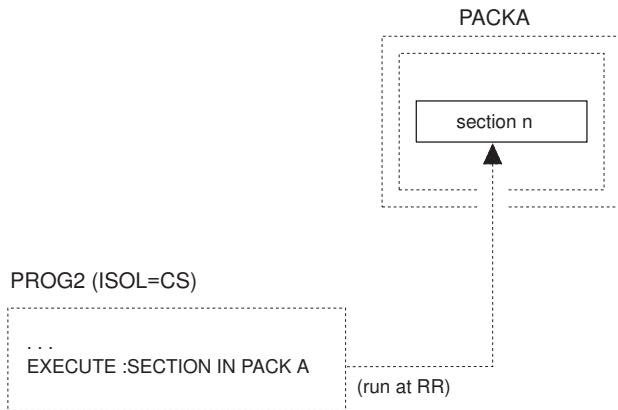 PACKA
section n
PROG2 (ISOL=CS)
. . .
EXECUTE :SECTION IN PACK A
(run at RR)